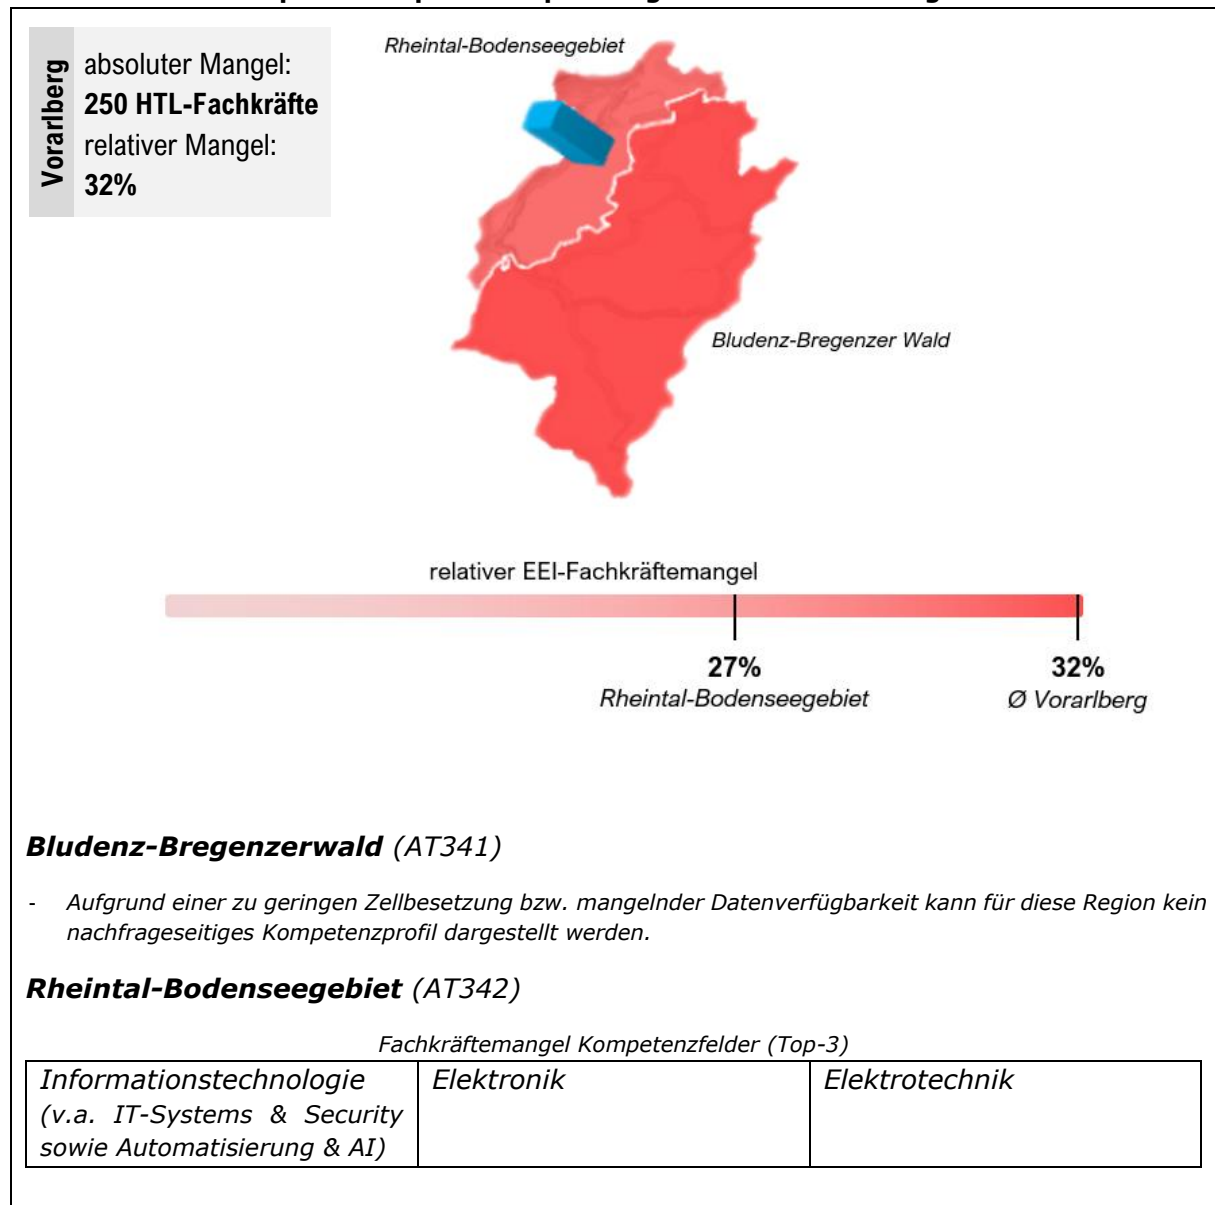 Vorarlberg
absoluter Mangel:
250 HTL-Fachkräfte
relativer Mangel:
32%
Rheintal-Bodenseegebiet
Bludenz-Bregenzer Wald
relativer EEI-Fachkräftemangel
27%
Rheintal-Bodenseegebiet
32%
Ø Vorarlberg
Bludenz-Bregenzerwald (AT341)
- Aufgrund einer zu geringen Zellbesetzung bzw. mangelnder Datenverfügbarkeit kann für diese Region kein
nachfrageseitiges Kompetenzprofil dargestellt werden.
Rheintal-Bodenseegebiet (AT342)
Fachkräftemangel Kompetenzfelder (Top-3)
Informationstechnologie
(v.a. IT-Systems & Security
sowie Automatisierung & AI)
Elektronik
Elektrotechnik